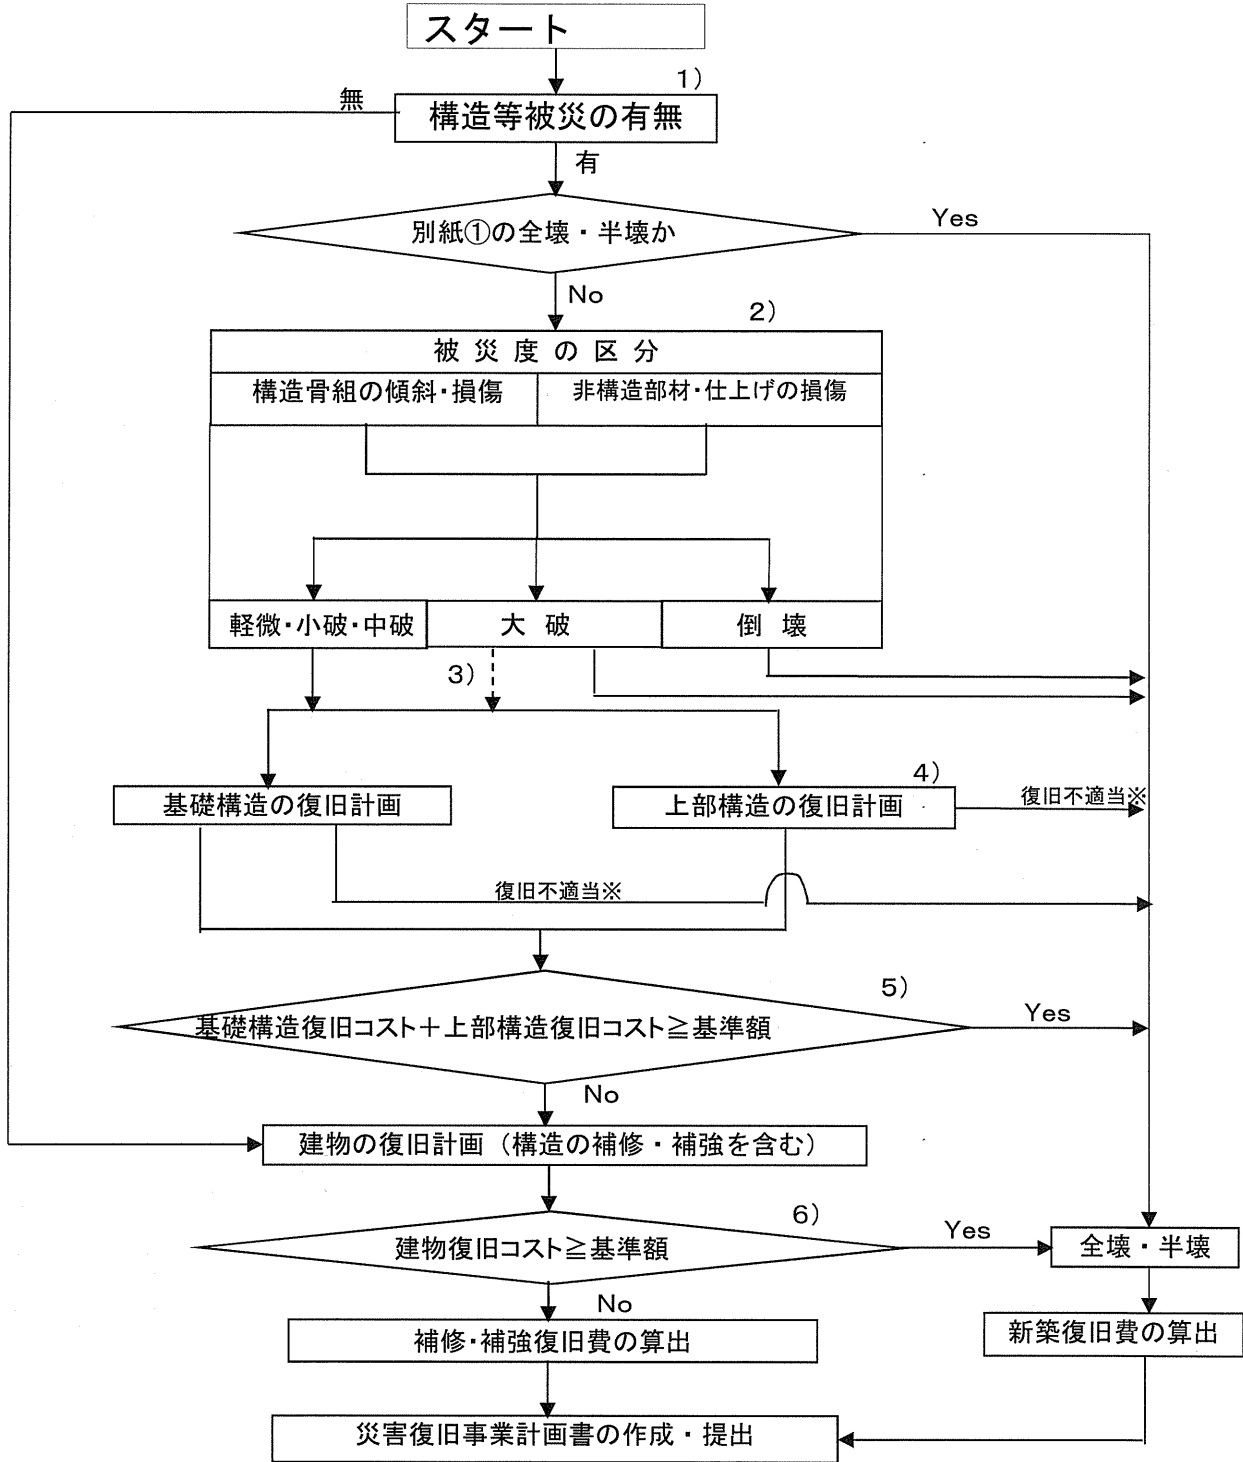 スタート
1)
無
構造等被災の有無
有
別紙①の全壊・半壊か
Yes
No
2)
被災度の区分
構造骨組の傾斜・損傷
非構造部材・仕上げの損傷
軽微・小破・中破
大破
倒壊
3)
4)
基礎構造の復旧計画
上部構造の復旧計画
復旧不適当※
復旧不適当※
5)
基礎構造復旧コスト＋上部構造復旧コスト≧基準額
Yes
No
建物の復旧計画（構造の補修・補強を含む）
6)
建物復旧コスト≧基準額
Yes
全壊・半壊
No
補修・補強復旧費の算出
新築復旧費の算出
災害復旧事業計画書の作成・提出